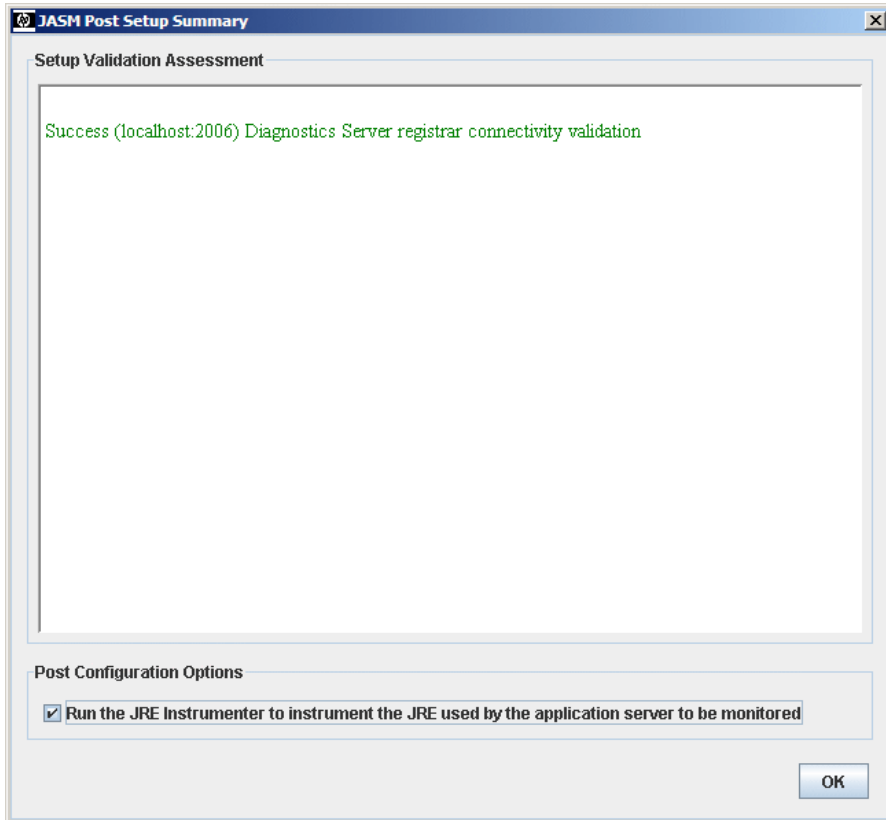 JASM Post Setup Summary
Setup Validation Assessment
Success (localhost:2006) Diagnostics Server registrar connectivity validation
Post Configuration Options
Run the JRE Instrumenter to instrument the JRE used by the application server to be monitored
OK